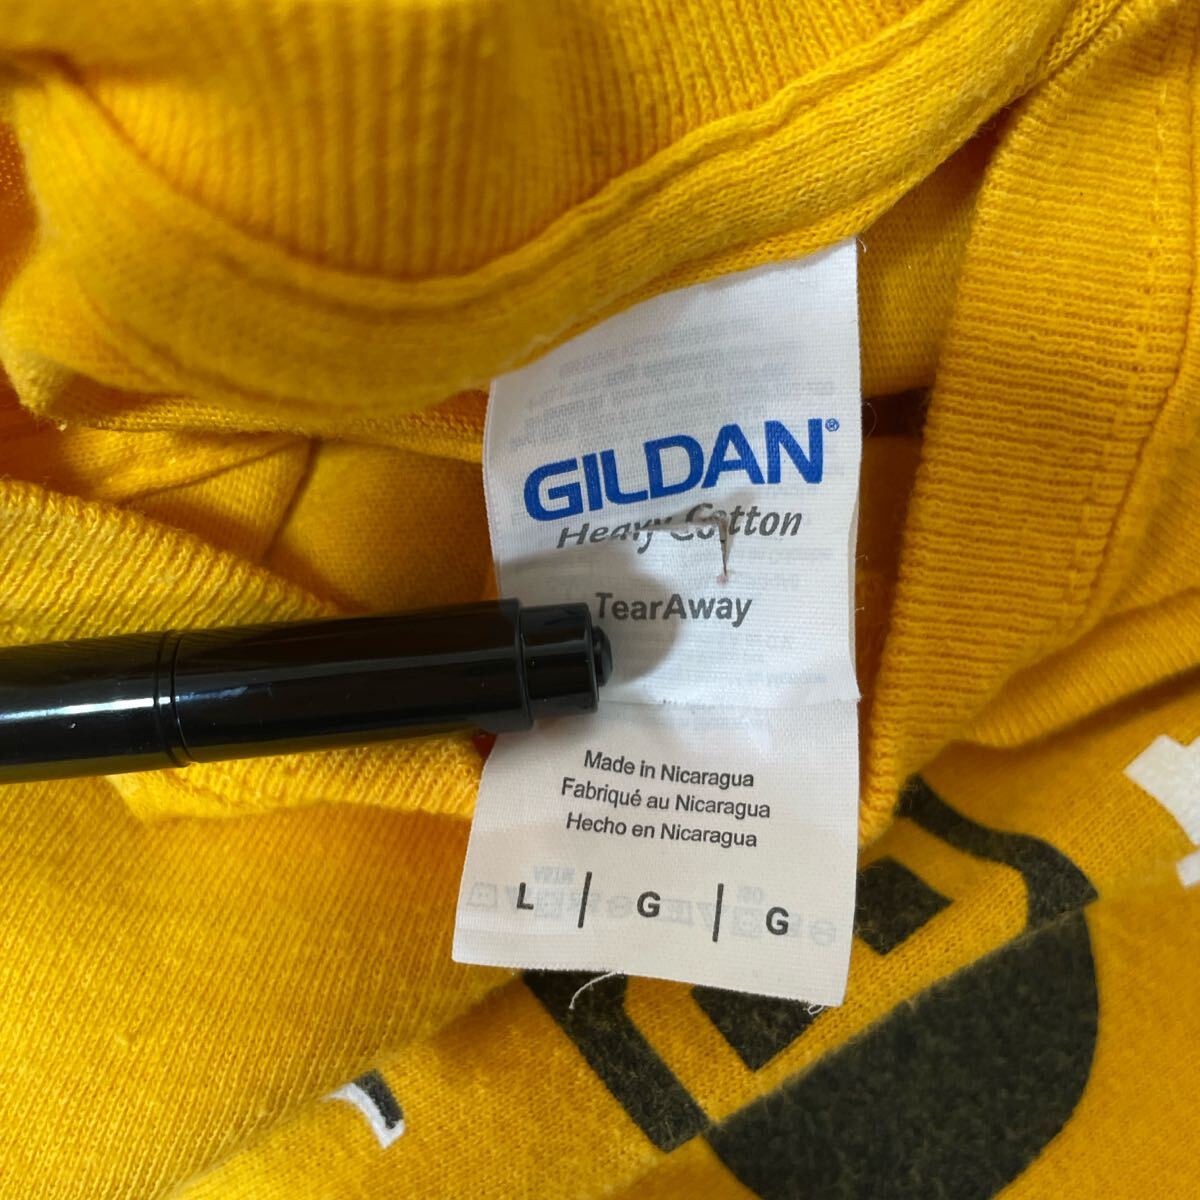 GILDAN®
Heavy Cotton
TearAway
Made in Nicaragua
Fabriqué au Nicaragua
Hecho en Nicaragua
L | G | G